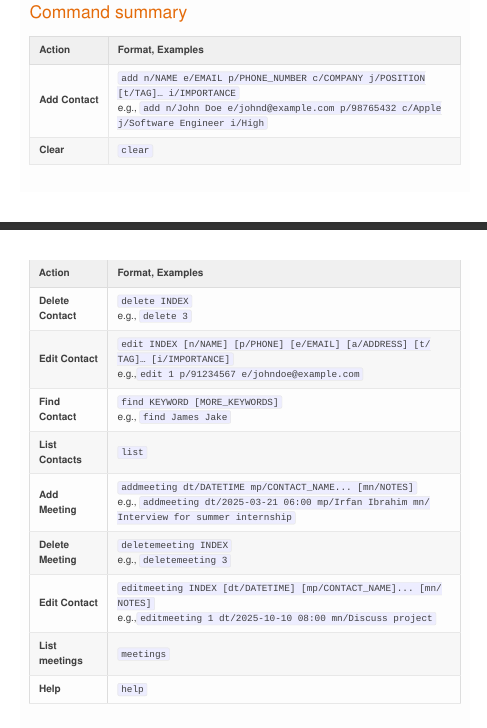 Command summary
Action Format, Examples
Add Contact
add n/NAME e/EMAIL p/PHONE_NUMBER c/COMPANY j/POSITION
[t/TAG]… i/IMPORTANCE
e.g., add n/John Doe e/johnd@example.com p/98765432 c/Apple
j/Software Engineer i/High
Clear clear
Action Format, Examples
Delete
Contact
delete INDEX
e.g., delete 3
Edit Contact
edit INDEX [n/NAME] [p/PHONE] [e/EMAIL] [a/ADDRESS] [t/
TAG]… [i/IMPORTANCE]
e.g., edit 1 p/91234567 e/johndoe@example.com
Find
Contact
find KEYWORD [MORE_KEYWORDS]
e.g., find James Jake
List
Contacts
list
Add
Meeting
addmeeting dt/DATETIME mp/CONTACT_NAME... [mn/NOTES]
e.g., addmeeting dt/2025-03-21 06:00 mp/Irfan Ibrahim mn/
Interview for summer internship
Delete
Meeting
deletemeeting INDEX
e.g., deletemeeting 3
Edit Contact
editmeeting INDEX [dt/DATETIME] [mp/CONTACT_NAME]... [mn/
NOTES]
e.g., editmeeting 1 dt/2025-10-10 08:00 mn/Discuss project
List
meetings
meetings
Help help